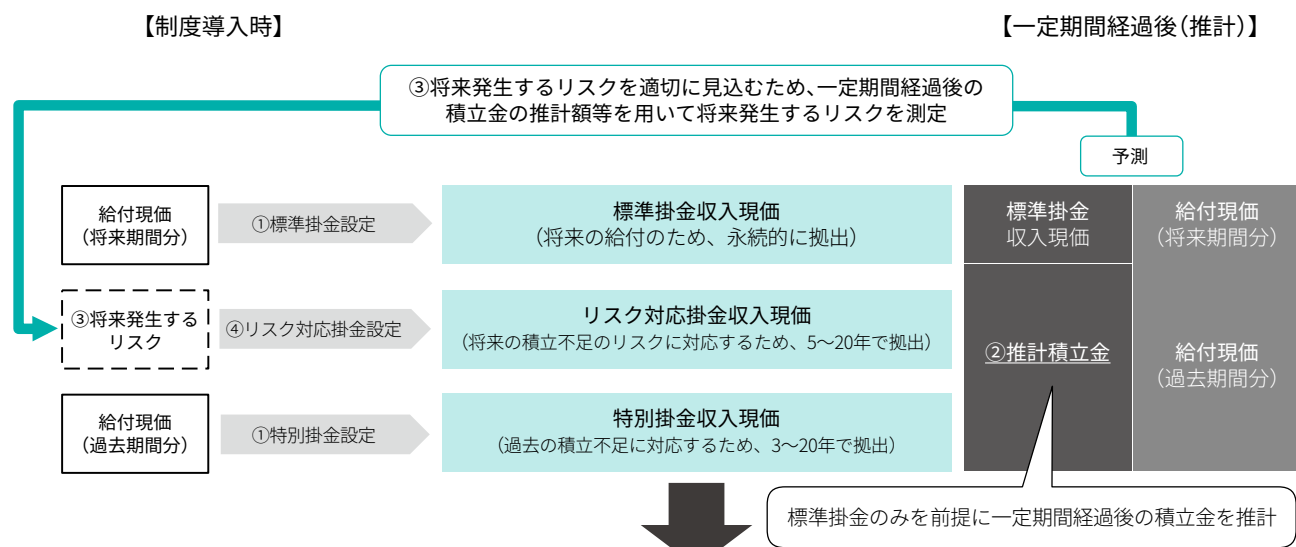 【制度導入時】
【一定期間経過後（推計）】
③将来発生するリスクを適切に見込むため、一定期間経過後の
積立金の推計額等を用いて将来発生するリスクを測定
予測
給付現価
（将来期間分）
①標準掛金設定
標準掛金収入現価
（将来の給付のため、永続的に拠出）
標準掛金
収入現価
給付現価
（将来期間分）
③将来発生する
リスク
④リスク対応掛金設定
リスク対応掛金収入現価
（将来の積立不足のリスクに対応するため、5～20年で拠出）
②推計積立金
給付現価
（過去期間分）
給付現価
（過去期間分）
①特別掛金設定
特別掛金収入現価
（過去の積立不足に対応するため、3～20年で拠出）
標準掛金のみを前提に一定期間経過後の積立金を推計